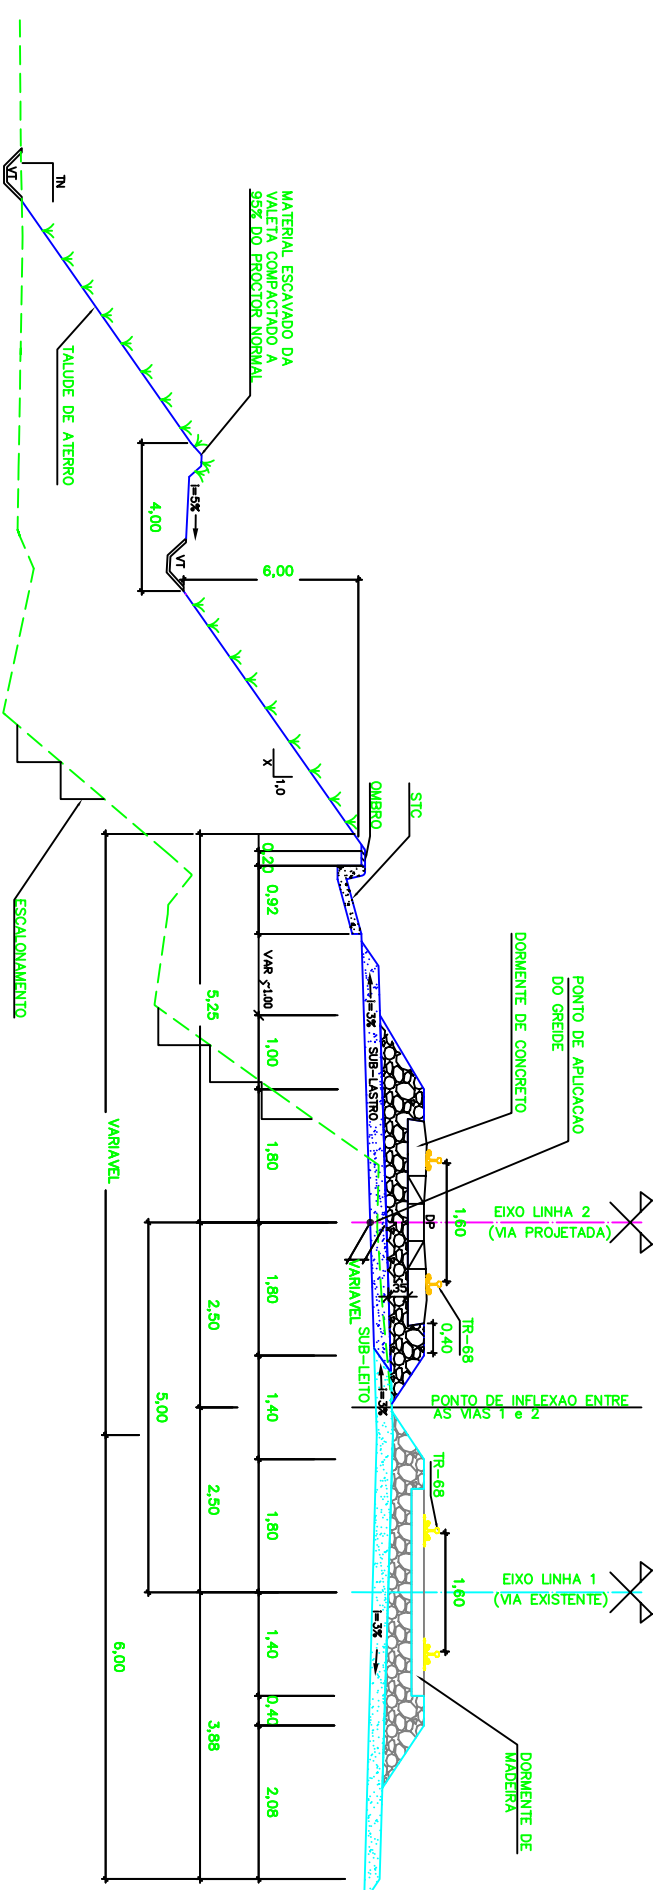 TN
VT
MATERIAL ESCAVADO DA
VALETA COMPACTADO A
95% DO PROCTOR NORMAL
TALUDE DE ATERRO
i=5%
4,00
VT
6,00
1,0
X
OMBRO
STC
ESCALONAMENTO
0,20
0,92
VAR ≤1.00
5,25
1,00
VARIAVEL
1,80
i=3%
SUB-LASTRO
DORMENTE DE CONCRETO
PONTO DE APLICACAO
DO GREIDE
1,60
DP
EIXO LINHA 2
(VIA PROJETADA)
VARIAVEL SUB-LEITO
35
TR-68
0,40
1,80
2,50
5,00
1,40
i=3%
PONTO DE INFLEXAO ENTRE
AS VIAS 1 e 2
TR-68
2,50
1,80
1,60
EIXO LINHA 1
(VIA EXISTENTE)
i=3%
1,40
6,00
0,40
3,88
2,08
DORMENTE DE
MADEIRA